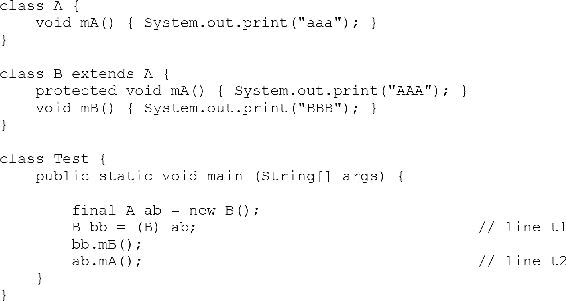 class A {
    void mA() { System.out.print("aaa"); }
}
class B extends A {
    protected void mA() { System.out.print("AAA"); }
    void mB() { System.out.print("BBB"); }
}
class Test {
    public static void main (String[] args) {
        final A ab = new B();
        B bb = (B) ab; // line t1
        bb.mB();
        ab.mA(); // line t2
    }
}